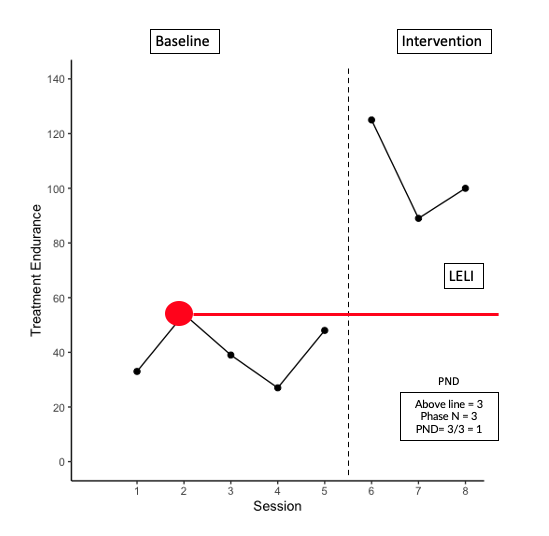 Baseline
Intervention
140
120
100
80
60
40
20
0
Treatment Endurance
LELI
PND
Above line = 3
Phase N = 3
PND= 3/3 = 1
1 2 3 4 5 6 7 8
Session